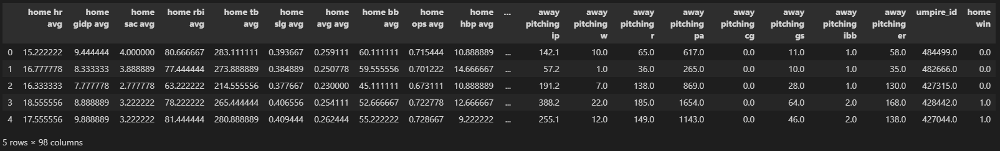 home hr avg home gidp avg home sac avg home rbi avg home tb avg home slg avg home avg avg home bb avg home ops avg home hbp avg ... away pitching ip away pitching w away pitching r away pitching pa away pitching cg away pitching gs away pitching ibb away pitching er umpire_id home win
0 15.222222 9.444444 4.000000 80.666667 283.111111 0.393667 0.259111 60.111111 0.715444 10.888889 ... 142.1 10.0 65.0 617.0 0.0 11.0 1.0 58.0 484499.0 0.0
1 16.777778 8.333333 3.888889 77.444444 273.888889 0.384889 0.250778 59.555556 0.701222 14.666667 ... 57.2 1.0 36.0 265.0 0.0 10.0 1.0 35.0 482666.0 0.0
2 16.333333 7.777778 2.777778 63.222222 214.555556 0.377667 0.230000 45.111111 0.673111 10.888889 ... 191.2 7.0 138.0 869.0 0.0 28.0 1.0 130.0 427315.0 0.0
3 18.555556 8.888889 3.222222 78.222222 265.444444 0.406556 0.254111 52.666667 0.722778 12.666667 ... 388.2 22.0 185.0 1654.0 0.0 64.0 2.0 168.0 428442.0 1.0
4 17.555556 9.888889 3.222222 81.444444 280.888889 0.409444 0.262444 55.222222 0.728667 9.222222 ... 255.1 12.0 149.0 1143.0 0.0 46.0 2.0 138.0 427044.0 1.0
5 rows × 98 columns